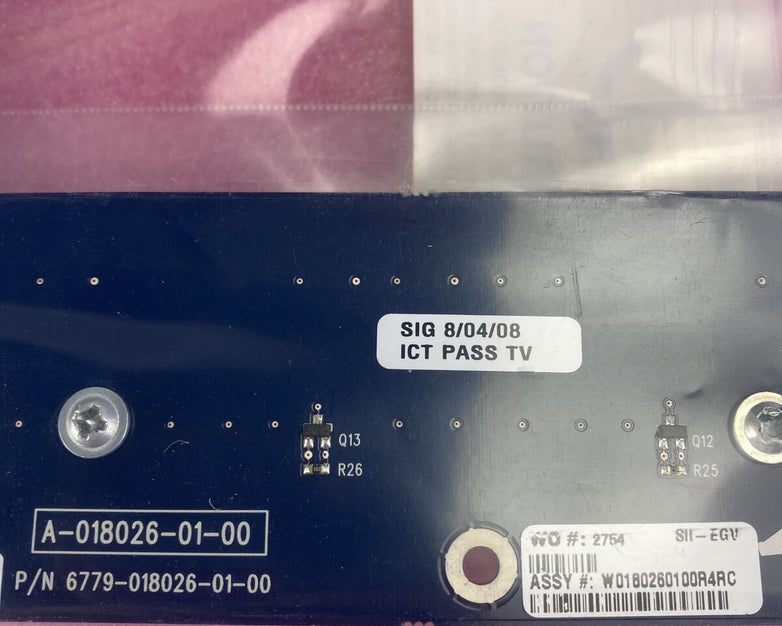 NO
SIG 8/04/08
ICT PASS TV
Q13
Q12
R26
R25
A-018026-01-00
WO #: 2754 SII-EGV
P/N 6779-018026-01-00
ASSY #: W0180260100R4RC